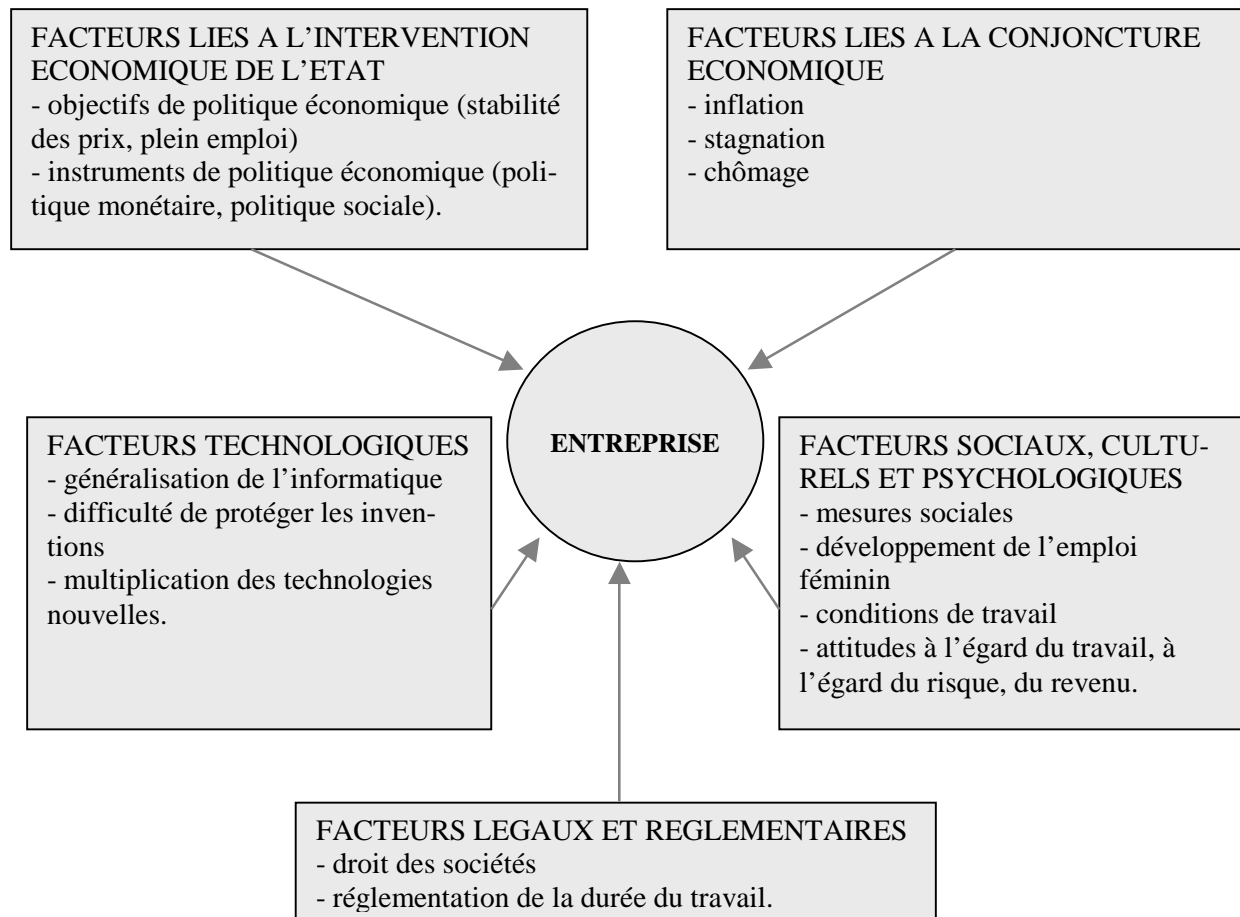 FACTEURS LIES A L’INTERVENTION
ECONOMIQUE DE L’ETAT
- objectifs de politique économique (stabilité
des prix, plein emploi)
- instruments de politique économique (poli-
tique monétaire, politique sociale).
FACTEURS LIES A LA CONJONCTURE
ECONOMIQUE
- inflation
- stagnation
- chômage
ENTREPRISE
FACTEURS TECHNOLOGIQUES
- généralisation de l’informatique
- difficulté de protéger les inven-
tions
- multiplication des technologies
nouvelles.
FACTEURS SOCIAUX, CULTU-
RELS ET PSYCHOLOGIQUES
- mesures sociales
- développement de l’emploi
féminin
- conditions de travail
- attitudes à l’égard du travail, à
l’égard du risque, du revenu.
FACTEURS LEGAUX ET REGLEMENTAIRES
- droit des sociétés
- réglementation de la durée du travail.